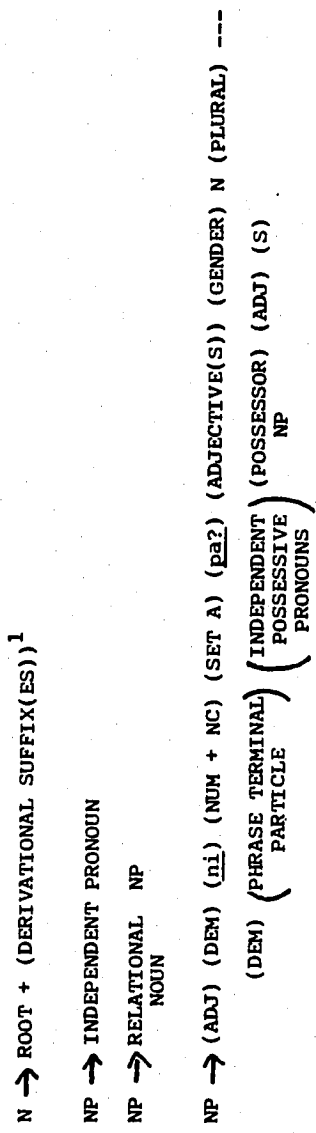 N → ROOT + (DERIVATIONAL SUFFIX(ES))1
NP → INDEPENDENT PRONOUN
NP → RELATIONAL NP
NOUN
NP → (ADJ) (DEM) (ni) (NUM + NC) (SET A) (pa?) (ADJECTIVE(S)) (GENDER) N (PLURAL) ---
(DEM) (PHRASE TERMINAL) (INDEPENDENT) (POSSESSOR) (ADJ) (S)
PARTICLE POSSESSIVE NP
PRONOUNS